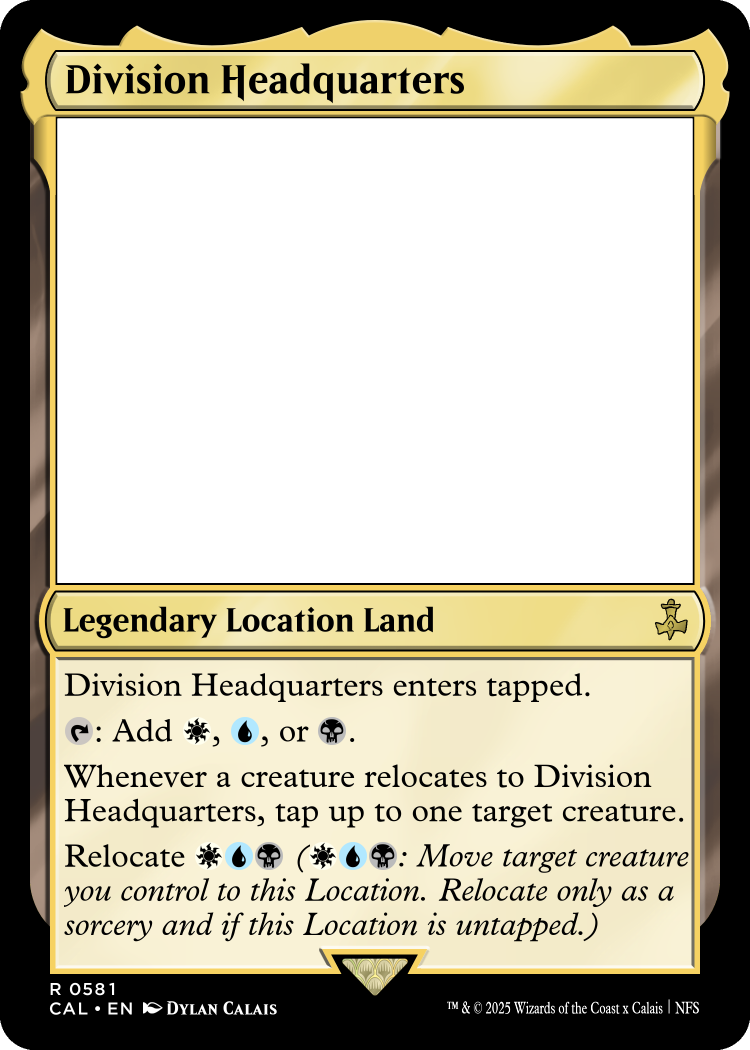 Division Headquarters
Legendary Location Land
Division Headquarters enters tapped.
: Add , , or .
Whenever a creature relocates to Division
Headquarters, tap up to one target creature.
Relocate (: Move target creature
you control to this Location. Relocate only as a
sorcery and if this Location is untapped.)
R 0581
CAL • EN Dylan Calais
™ & © 2025 Wizards of the Coast x Calais | NFS